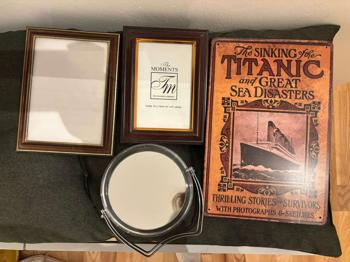 The
MOMENTS
TM
The SINKING of the
TITANIC
and GREAT
SEA DISASTERS
THRILLING STORIES of SURVIVORS
WITH PHOTOGRAPHS & SKETCHES